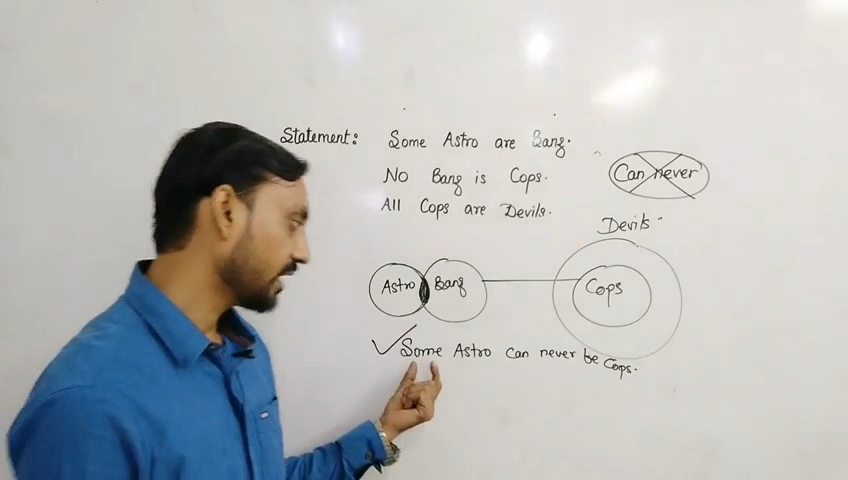 Statement: Some Astro are Bang.
No Bang is Cops.
Can never
All Cops are Devils.
Devils
Astro Bang Cops
Some Astro Can never be Cops.